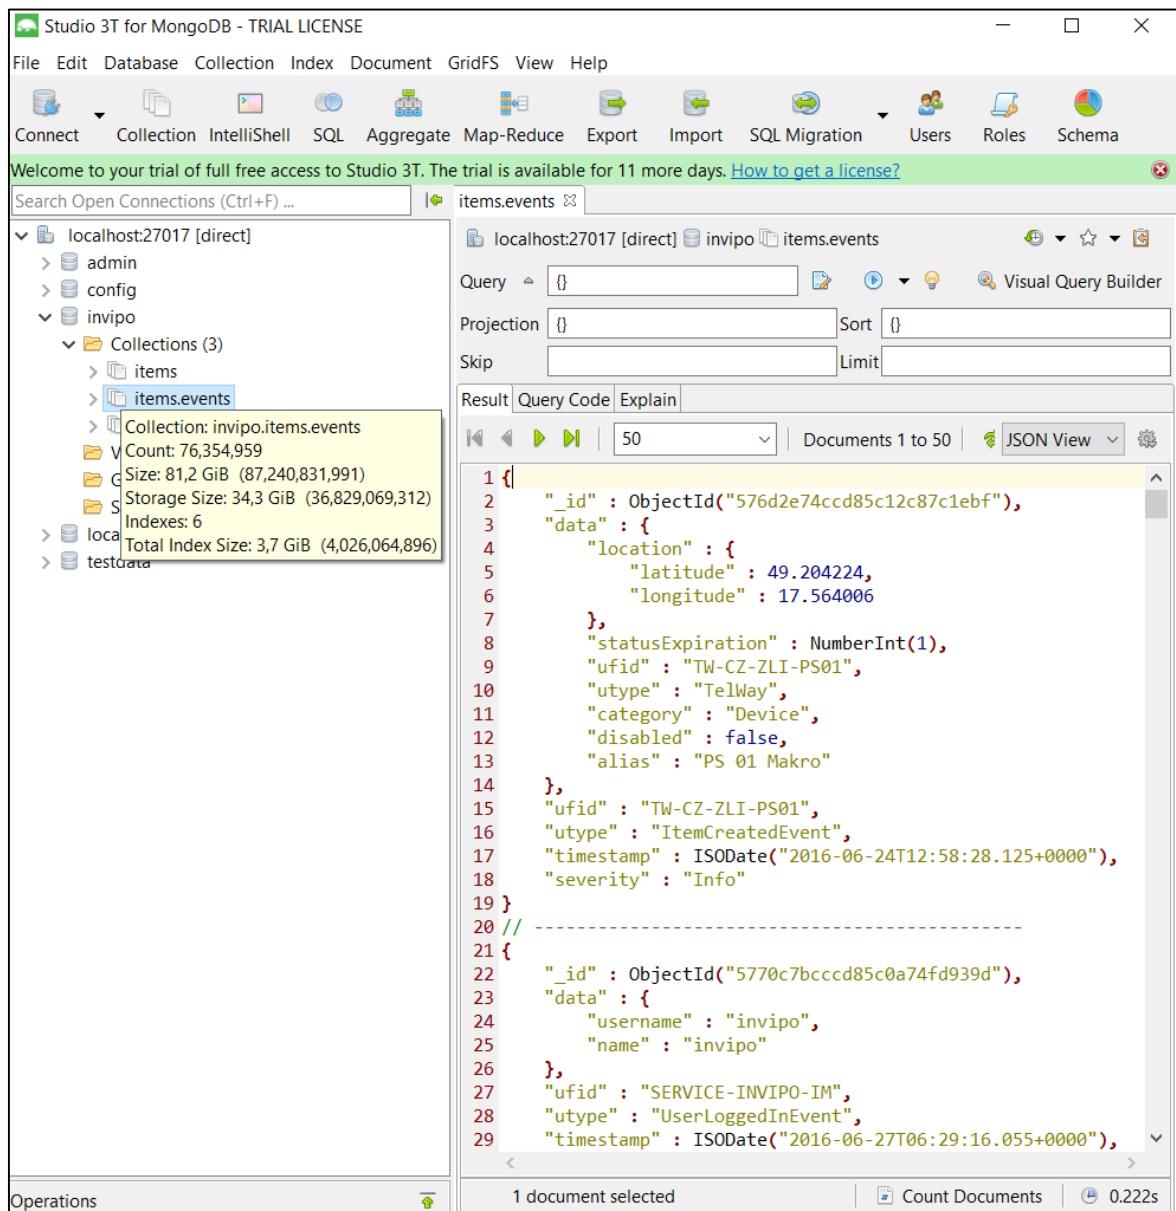 Studio 3T for MongoDB - TRIAL LICENSE
File Edit Database Collection Index Document GridFS View Help
Connect Collection IntelliShell SQL Aggregate Map-Reduce Export Import SQL Migration Users Roles Schema
Welcome to your trial of full free access to Studio 3T. The trial is available for 11 more days. How to get a license?
Search Open Connections (Ctrl+F) ...
localhost:27017 [direct]
admin
config
invipo
Collections (3)
items
items.events
Collection: invipo.items.events
Count: 76,354,959
Size: 81,2 GiB (87,240,831,991)
Storage Size: 34,3 GiB (36,829,069,312)
Indexes: 6
Total Index Size: 3,7 GiB (4,026,064,896)
V
G
S
loca
testdata
Operations
items.events
localhost:27017 [direct] invipo items.events
Query {} Visual Query Builder
Projection {} Sort {}
Skip Limit
Result Query Code Explain
50 Documents 1 to 50 JSON View
1 {
2 "_id" : ObjectId("576d2e74ccd85c12c87c1ebf"),
3 "data" : {
4 "location" : {
5 "latitude" : 49.204224,
6 "longitude" : 17.564006
7 },
8 "statusExpiration" : NumberInt(1),
9 "ufid" : "TW-CZ-ZLI-PS01",
10 "utype" : "TelWay",
11 "category" : "Device",
12 "disabled" : false,
13 "alias" : "PS 01 Makro"
14 },
15 "ufid" : "TW-CZ-ZLI-PS01",
16 "utype" : "ItemCreatedEvent",
17 "timestamp" : ISODate("2016-06-24T12:58:28.125+0000"),
18 "severity" : "Info"
19 }
20 // ----------------------------------------------
21 {
22 "_id" : ObjectId("5770c7bcccd85c0a74fd939d"),
23 "data" : {
24 "username" : "invipo",
25 "name" : "invipo"
26 },
27 "ufid" : "SERVICE-INVIPO-IM",
28 "utype" : "UserLoggedInEvent",
29 "timestamp" : ISODate("2016-06-27T06:29:16.055+0000"),
1 document selected Count Documents 0.222s